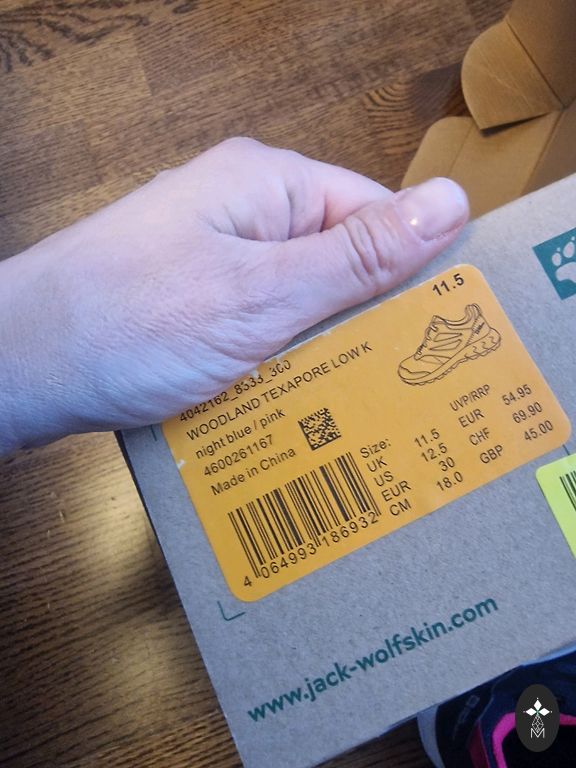 11.5
4042162_8333_300
WOODLAND TEXAPORE LOW K
night blue / pink
4600261167
Made in China
Size:
UK 11.5
US 12.5
EUR 30
CM 18.0
UVP/RRP
EUR 54.95
CHF 69.90
GBP 45.00
4 064993 186932
www.jack-wolfskin.com
M